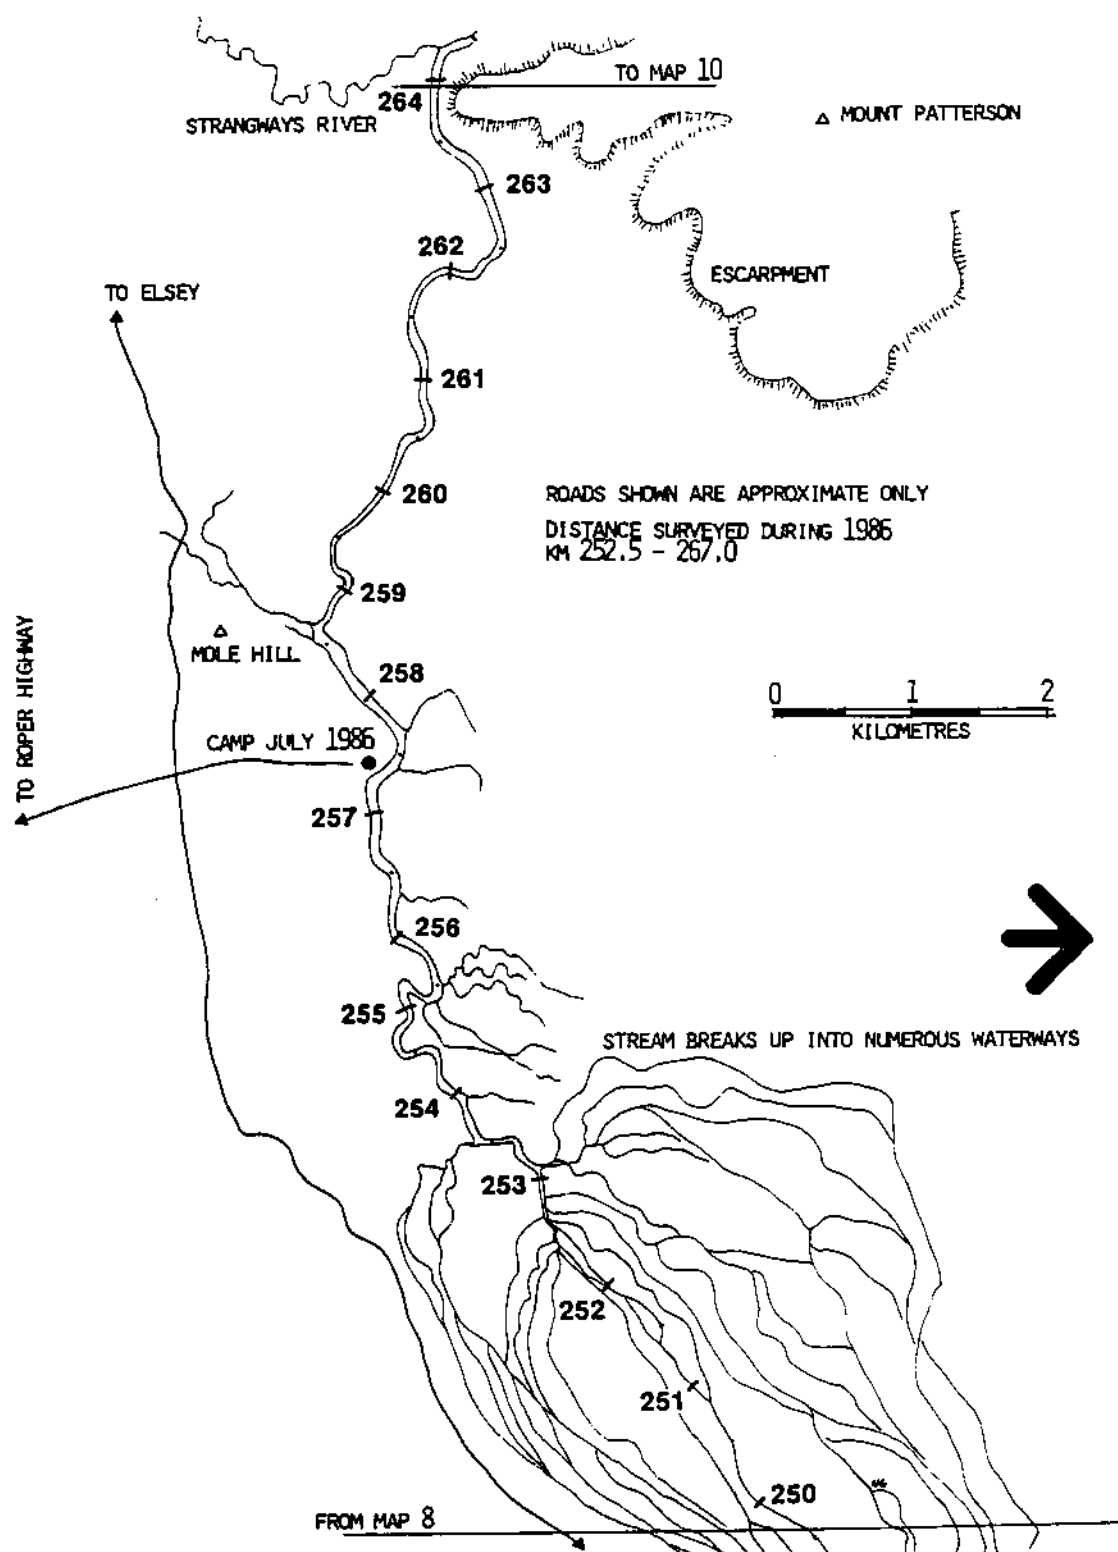 TO MAP 10
264
STRANGWAYS RIVER
MOUNT PATTERSON
263
262
ESCARPMENT
TO ELSEY
261
260
ROADS SHOWN ARE APPROXIMATE ONLY
DISTANCE SURVEYED DURING 1986
KM 252.5 - 267.0
259
TO ROPER HIGHWAY
MOLE HILL
258
0 1 2
KILOMETRES
CAMP JULY 1986
257
256
255
STREAM BREAKS UP INTO NUMEROUS WATERWAYS
254
253
252
251
250
FROM MAP 8